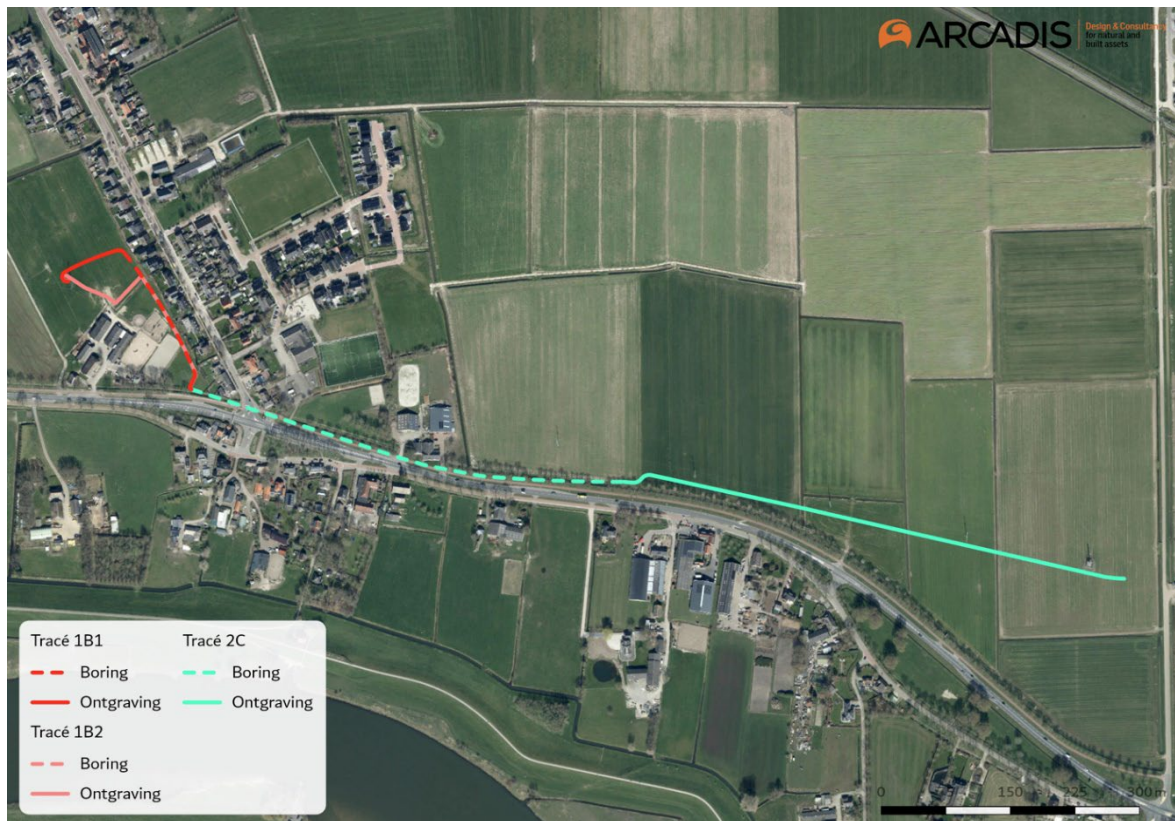 ARCADIS
Design & Consultancy
for natural and
built assets
Tracé 1B1
Boring
Ontgraving
Tracé 1B2
Boring
Ontgraving
Tracé 2C
Boring
Ontgraving
0 75 150 225 300 m